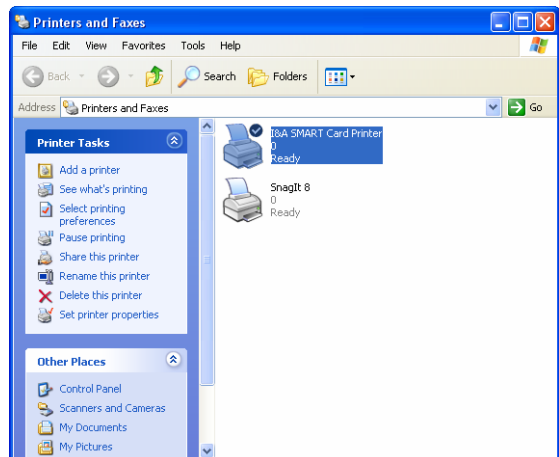 Printers and Faxes
File Edit View Favorites Tools Help
Back Search Folders
Address Printers and Faxes Go
Printer Tasks
Add a printer
See what's printing
Select printing
preferences
Pause printing
Share this printer
Rename this printer
Delete this printer
Set printer properties
Other Places
Control Panel
Scanners and Cameras
My Documents
My Pictures
I&A SMART Card Printer
0
Ready
SnagIt 8
0
Ready